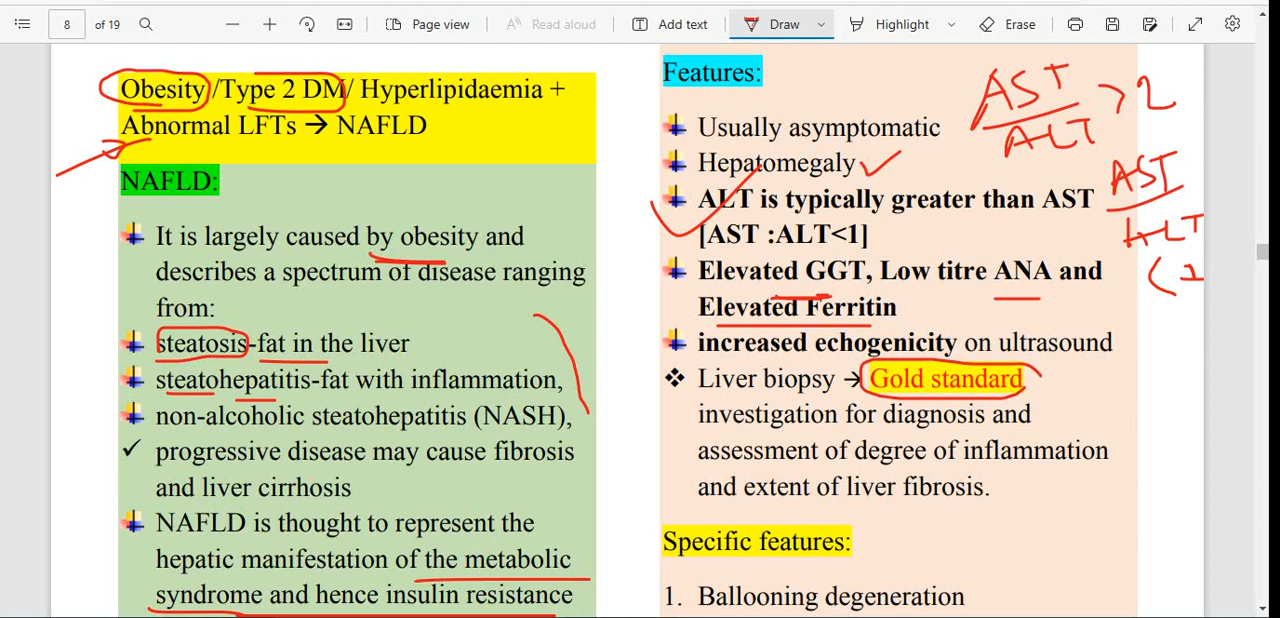 8 of 19 Page view Read aloud Add text Draw Highlight Erase
Obesity /Type 2 DM/ Hyperlipidaemia +
Abnormal LFTs → NAFLD
NAFLD:
It is largely caused by obesity and
describes a spectrum of disease ranging
from:
steatosis-fat in the liver
steatohepatitis-fat with inflammation,
non-alcoholic steatohepatitis (NASH),
✓ progressive disease may cause fibrosis
and liver cirrhosis
NAFLD is thought to represent the
hepatic manifestation of the metabolic
syndrome and hence insulin resistance
Features:
Usually asymptomatic
Hepatomegaly
ALT is typically greater than AST
[AST :ALT<1]
Elevated GGT, Low titre ANA and
Elevated Ferritin
increased echogenicity on ultrasound
❖ Liver biopsy → Gold standard
investigation for diagnosis and
assessment of degree of inflammation
and extent of liver fibrosis.
Specific features:
1. Ballooning degeneration
AST
ALT >2
AST
ALT